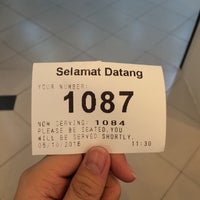 Selamat Datang
YOUR NUMBER:
1087
NOW SERVING: 1084
PLEASE BE SEATED,YOU
WILL BE SERVED SHORTLY.
05/10/2016 11:30